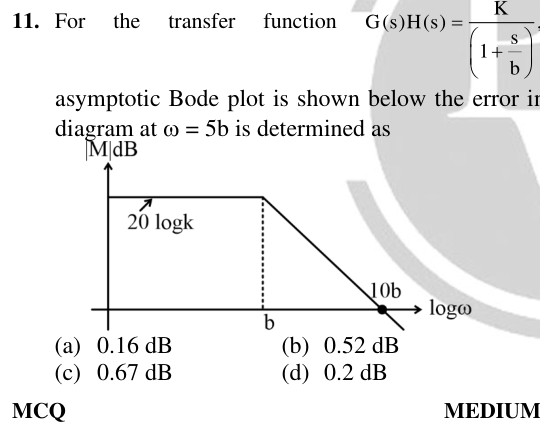 11. For the transfer function G(s)H(s) = K / (1 + s/b),
asymptotic Bode plot is shown below the error in
diagram at ω = 5b is determined as
|M|dB
20 logk
10b
logω
b
(a) 0.16 dB (b) 0.52 dB
(c) 0.67 dB (d) 0.2 dB
MCQ MEDIUM